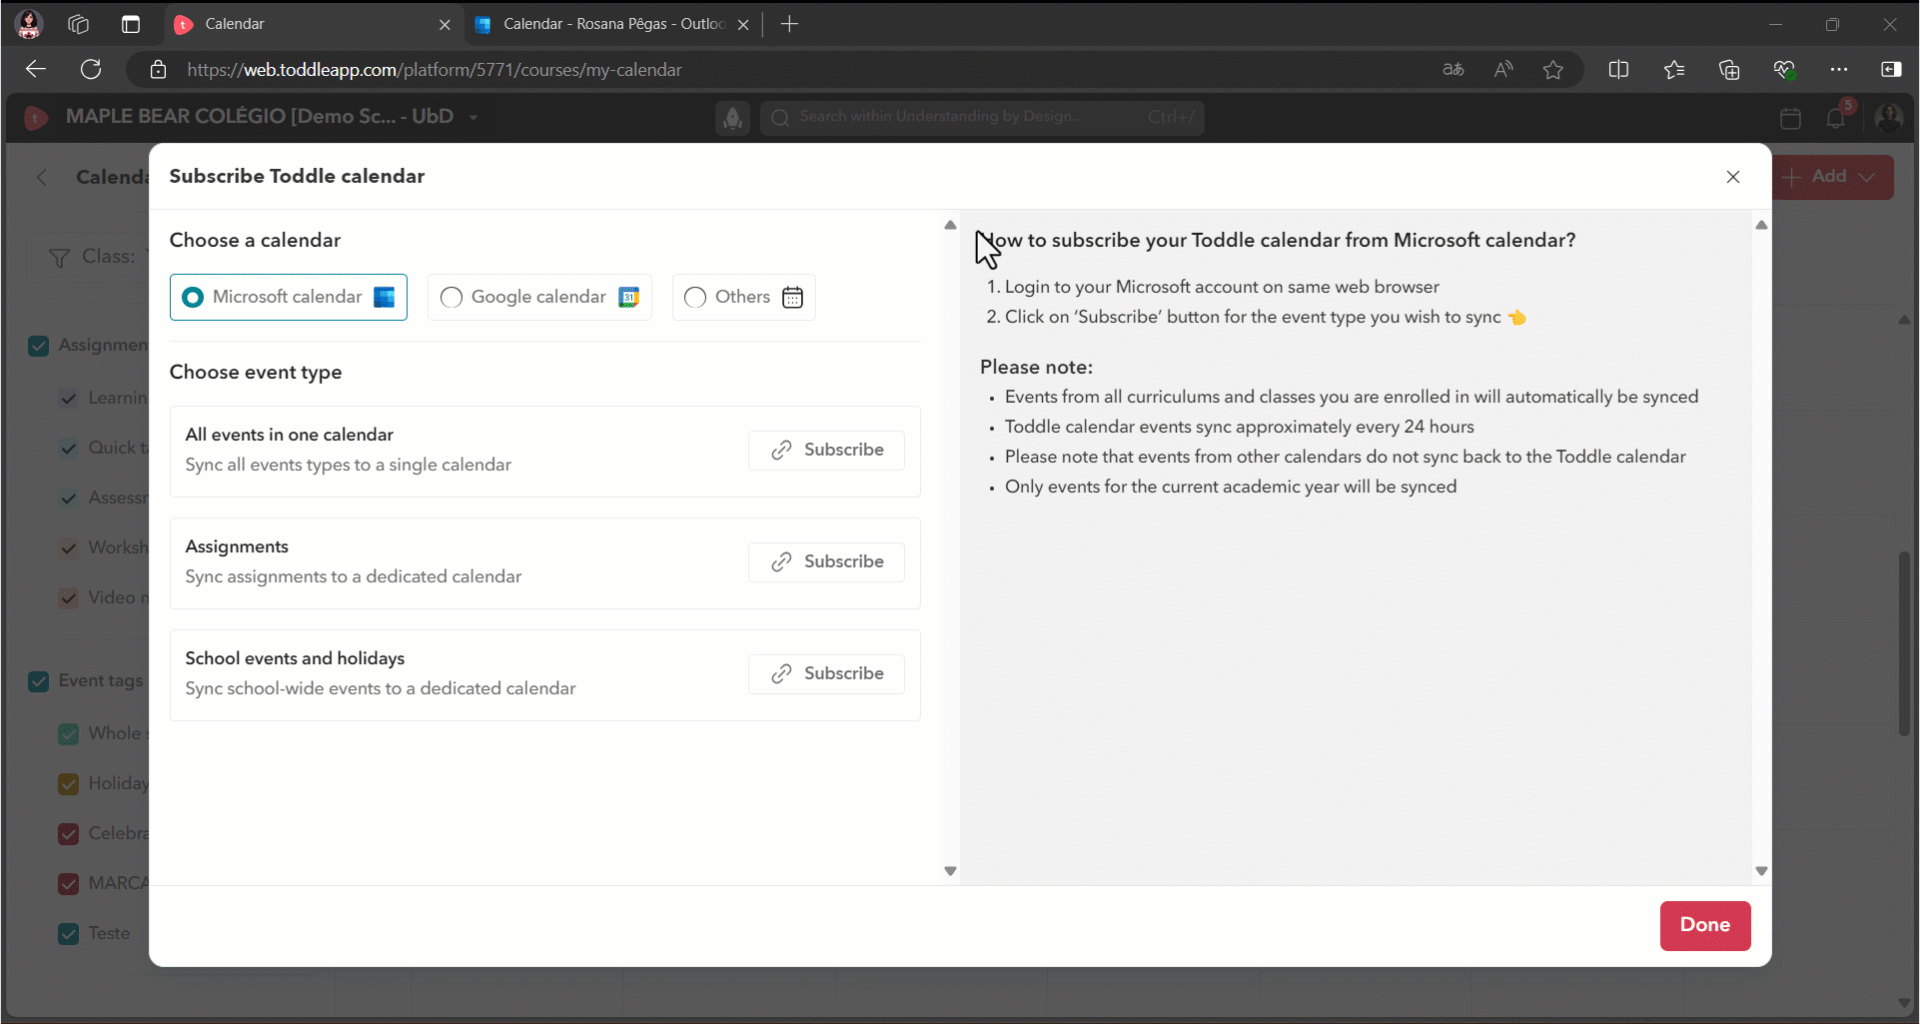 Calendar
Calendar - Rosana Pêgas - Outloo
https://web.toddleapp.com/platform/5771/courses/my-calendar
MAPLE BEAR COLÉGIO [Demo Sc... - UbD
Search within Understanding by Design..
Ctrl+/
5
Calenda
Add
Class:
Assignmen
Learnin
Quick ta
Assessm
Worksh
Video m
Event tags
Whole s
Holiday
Celebra
MARCA
Teste
Subscribe Toddle calendar
Choose a calendar
Microsoft calendar
Google calendar
31
Others
Choose event type
All events in one calendar
Sync all events types to a single calendar
Subscribe
Assignments
Sync assignments to a dedicated calendar
Subscribe
School events and holidays
Sync school-wide events to a dedicated calendar
Subscribe
How to subscribe your Toddle calendar from Microsoft calendar?
1. Login to your Microsoft account on same web browser
2. Click on ‘Subscribe’ button for the event type you wish to sync 👈
Please note:
• Events from all curriculums and classes you are enrolled in will automatically be synced
• Toddle calendar events sync approximately every 24 hours
• Please note that events from other calendars do not sync back to the Toddle calendar
• Only events for the current academic year will be synced
Done